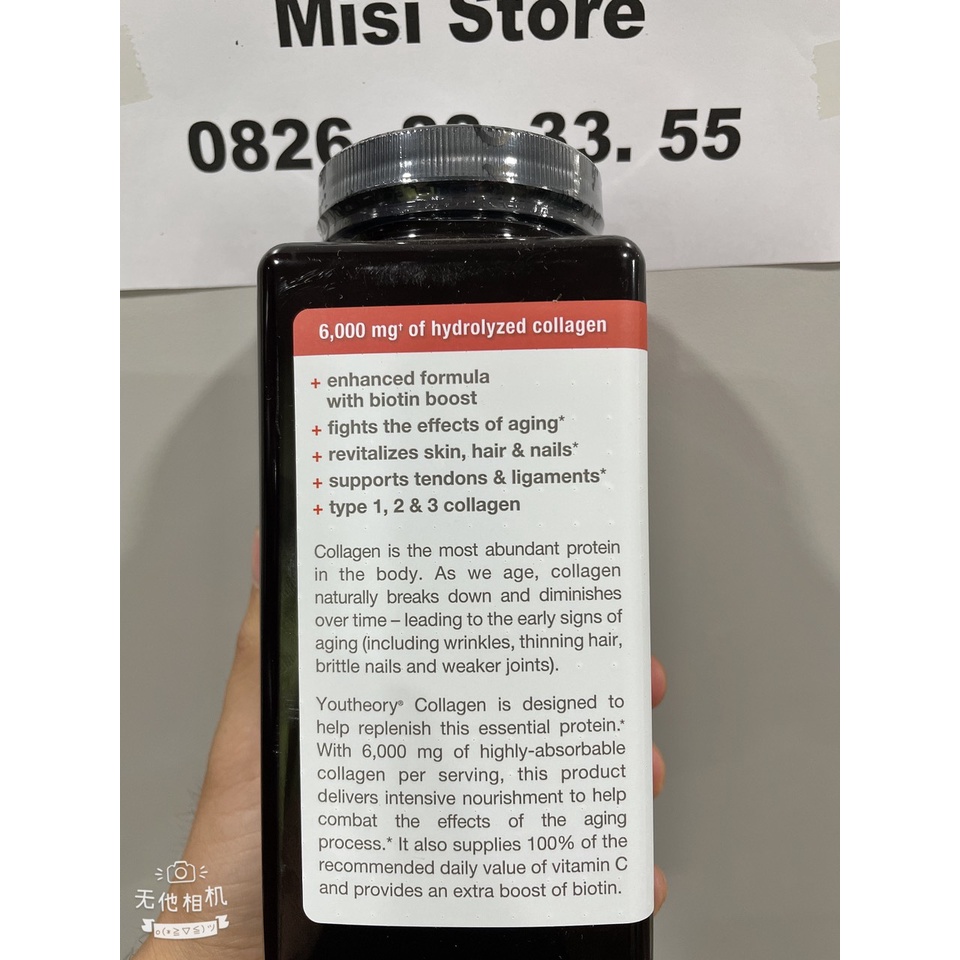 Misi Store
0826. 33. 55
6,000 mg† of hydrolyzed collagen
+ enhanced formula
with biotin boost
+ fights the effects of aging*
+ revitalizes skin, hair & nails*
+ supports tendons & ligaments*
+ type 1, 2 & 3 collagen
Collagen is the most abundant protein
in the body. As we age, collagen
naturally breaks down and diminishes
over time – leading to the early signs of
aging (including wrinkles, thinning hair,
brittle nails and weaker joints).
Youtheory® Collagen is designed to
help replenish this essential protein.*
With 6,000 mg of highly-absorbable
collagen per serving, this product
delivers intensive nourishment to help
combat the effects of the aging
process.* It also supplies 100% of the
recommended daily value of vitamin C
and provides an extra boost of biotin.
无他相机
o(*≧▽≦)ツ